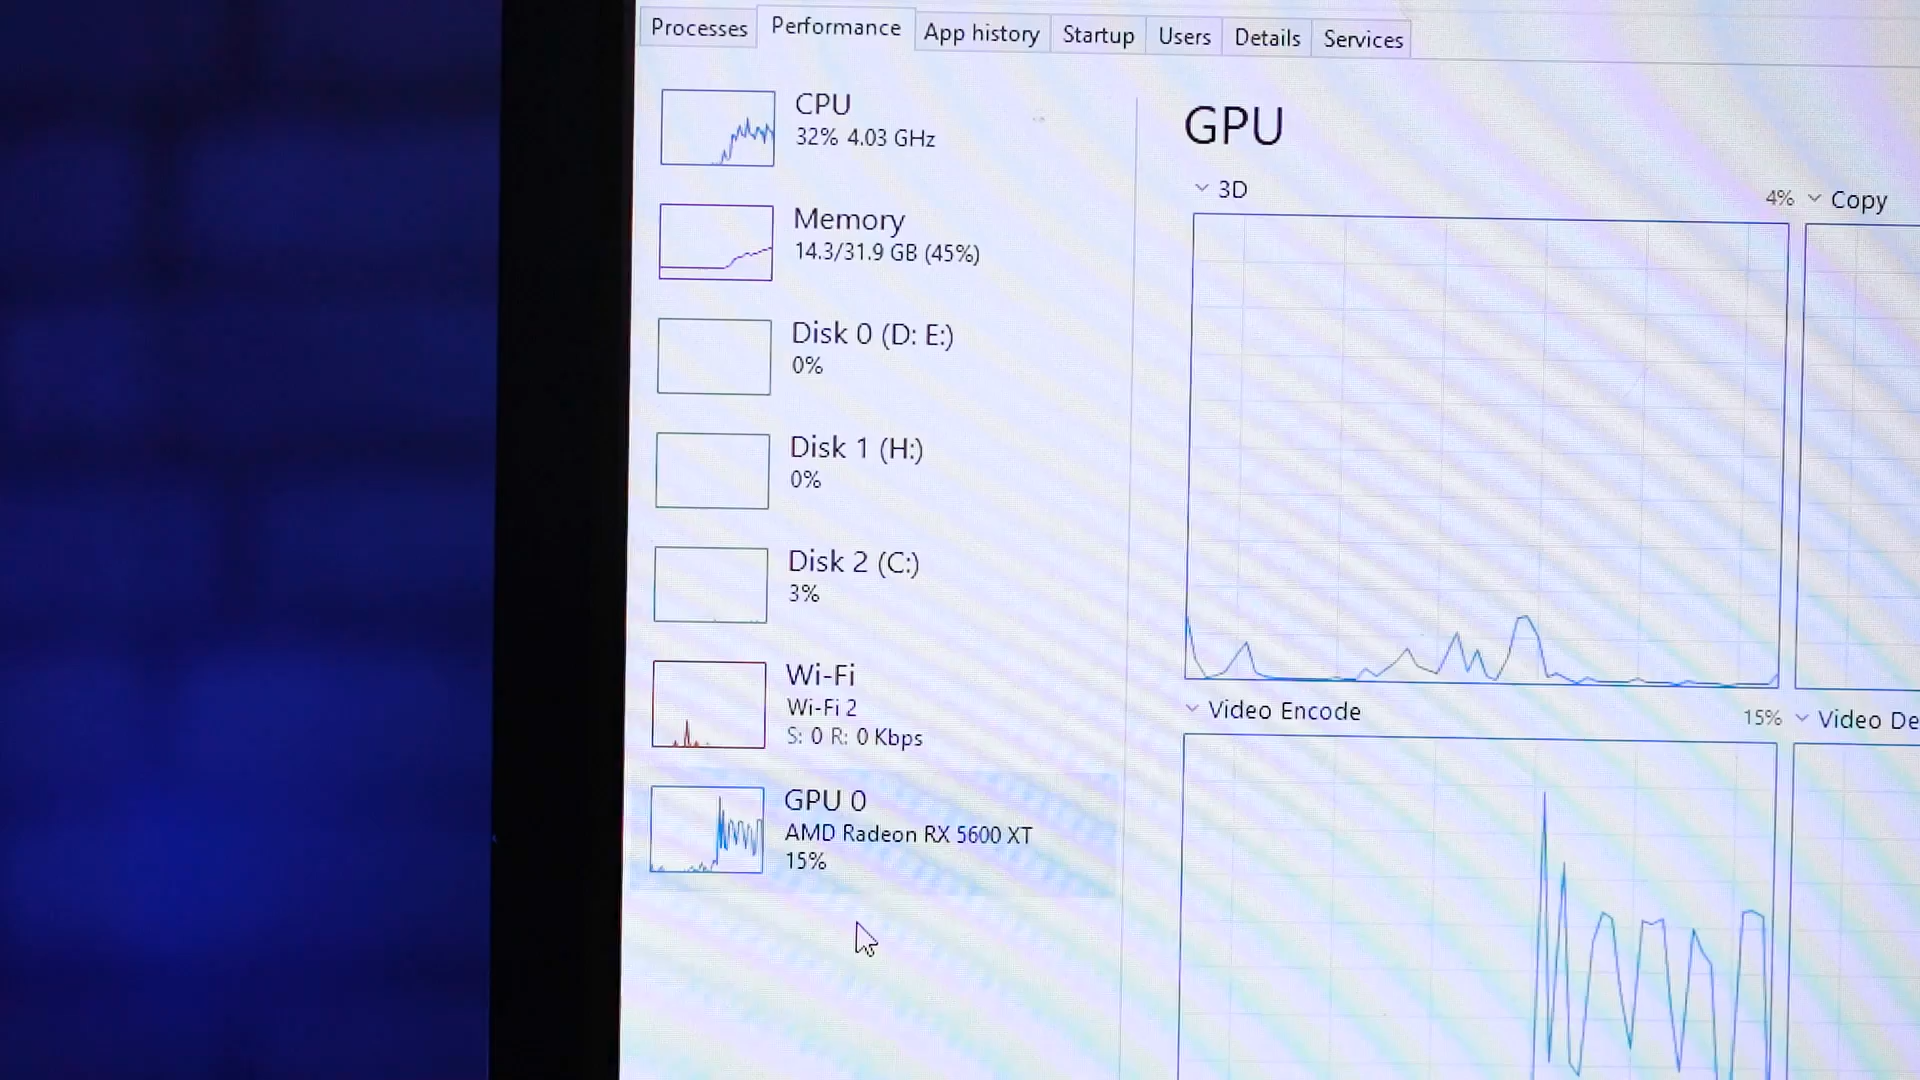 Processes Performance App history Startup Users Details Services
CPU
32% 4.03 GHz
Memory
14.3/31.9 GB (45%)
Disk 0 (D: E:)
0%
Disk 1 (H:)
0%
Disk 2 (C:)
3%
Wi-Fi
Wi-Fi 2
S: 0 R: 0 Kbps
GPU 0
AMD Radeon RX 5600 XT
15%
GPU
3D 4% Copy
Video Encode 15% Video De